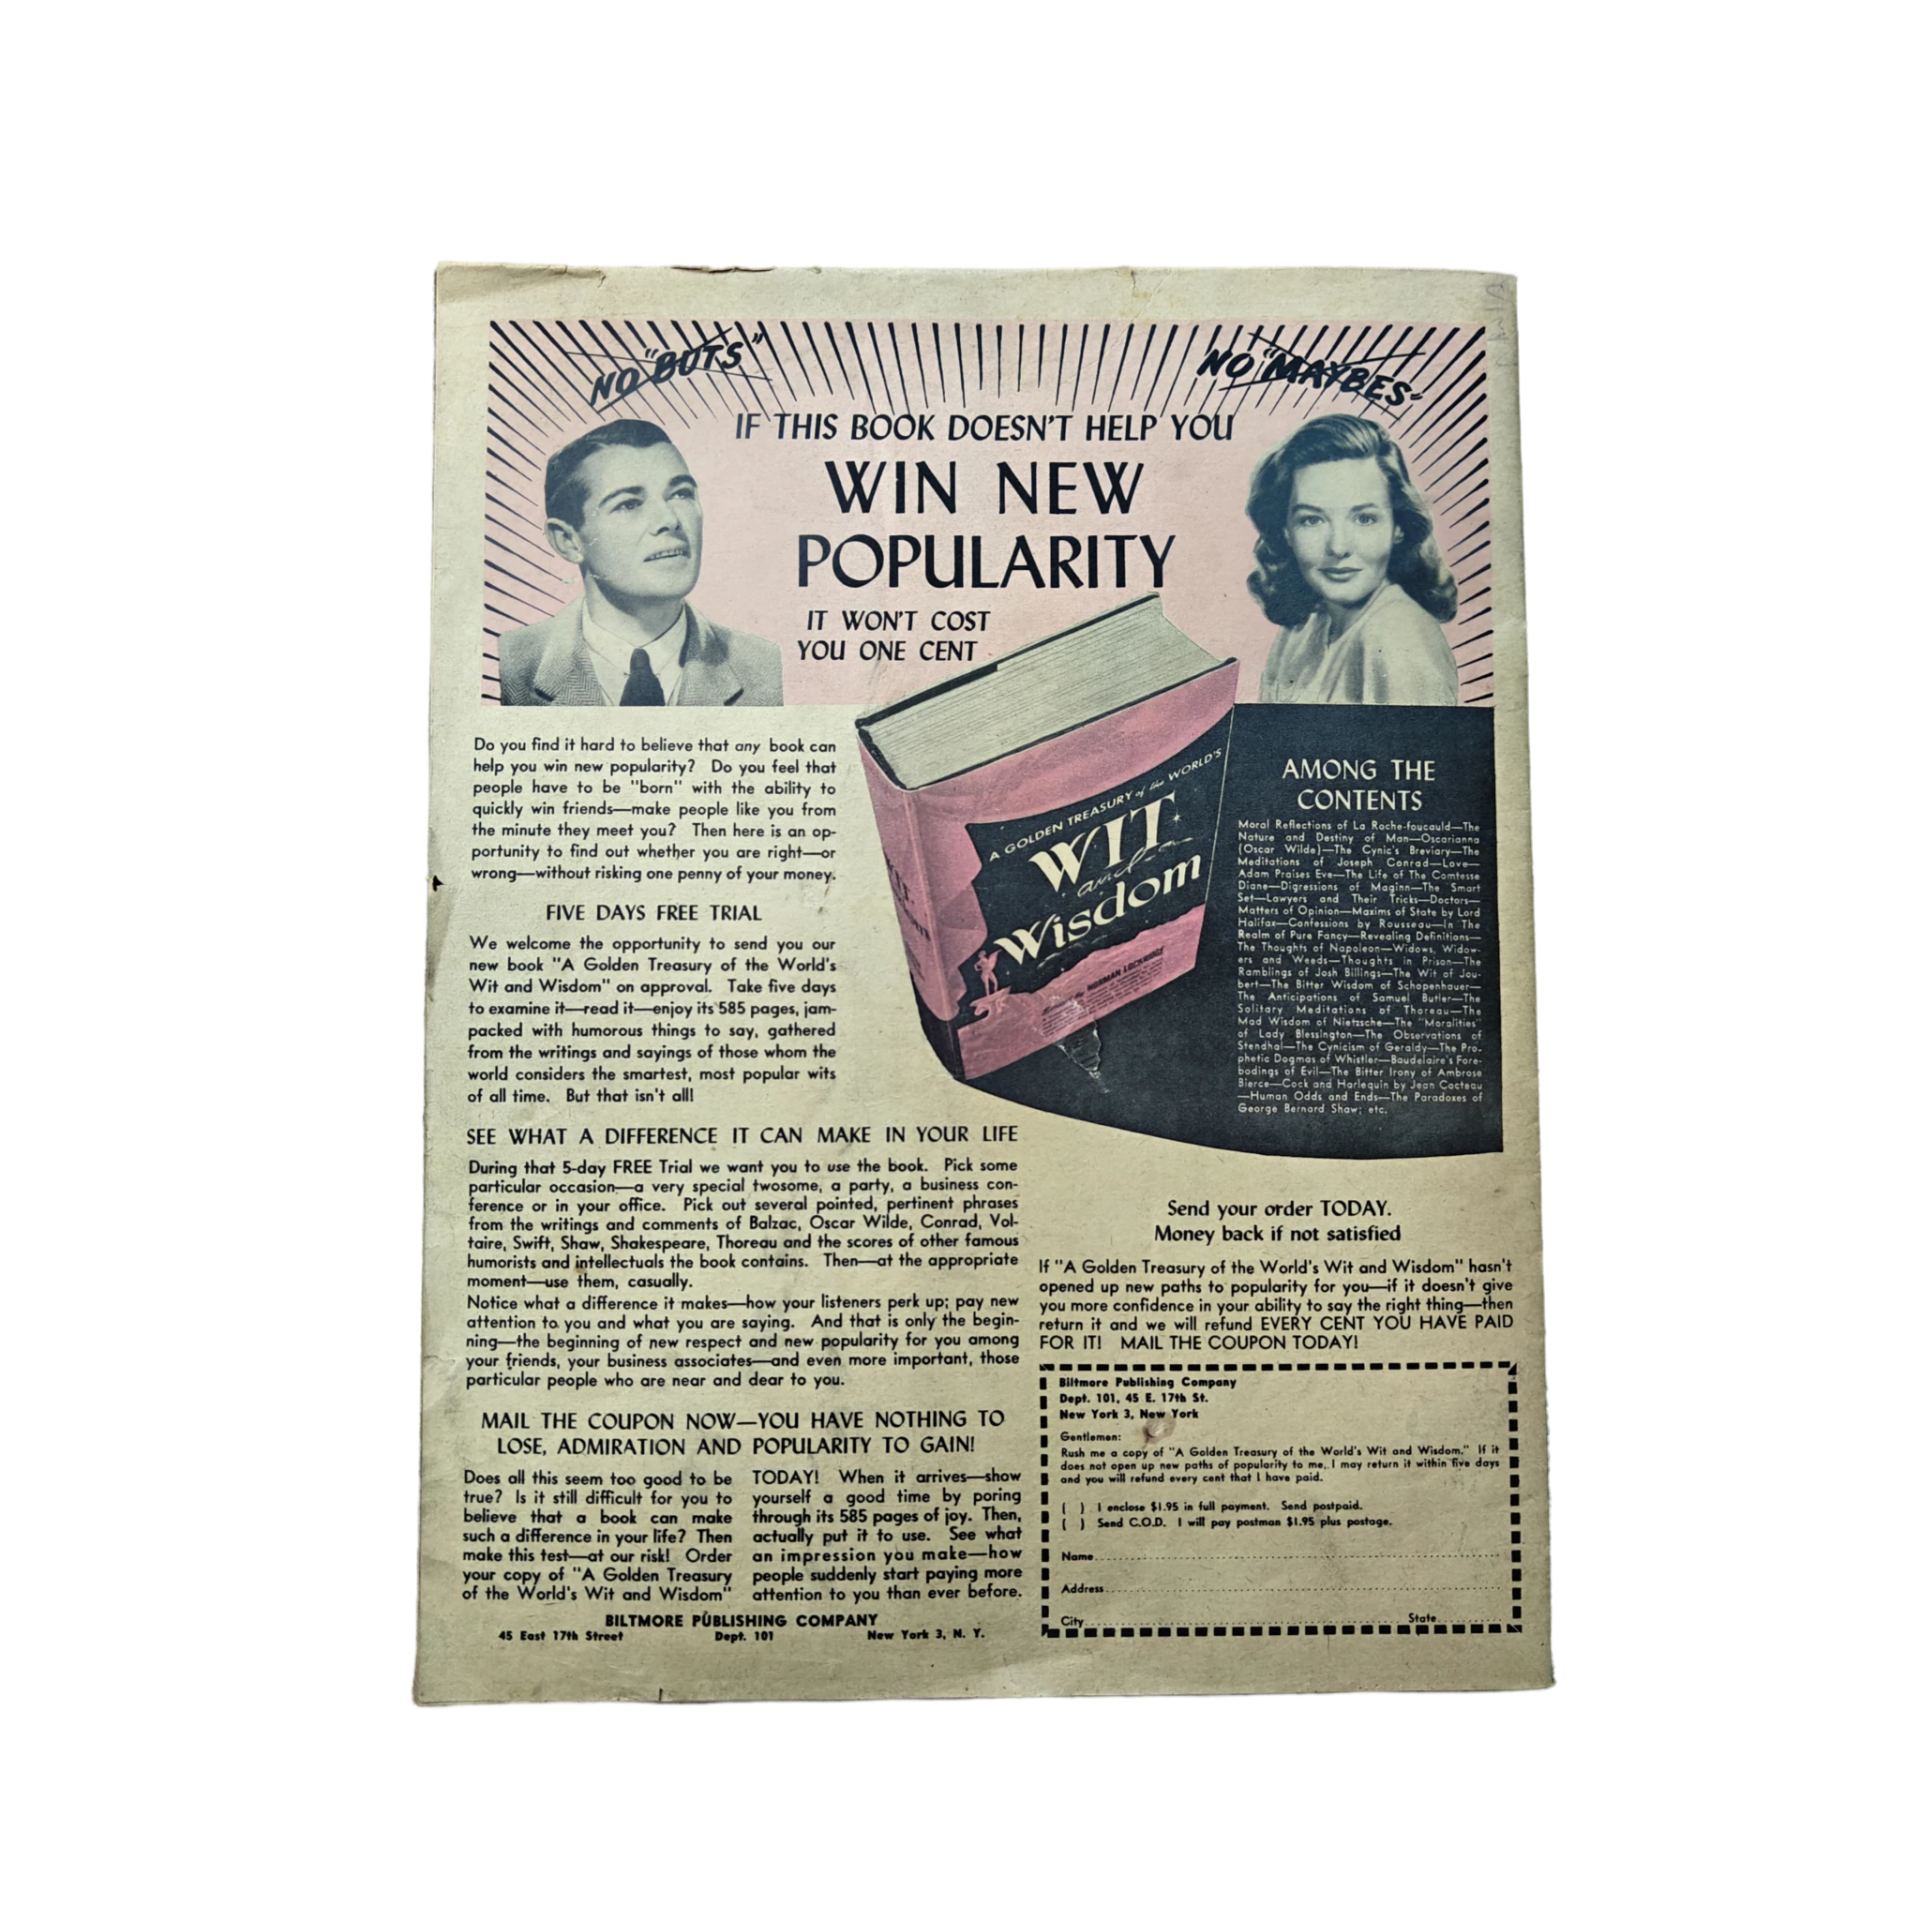 NO "BUTS"
NO "MAYBES"
IF THIS BOOK DOESN'T HELP YOU
WIN NEW
POPULARITY
IT WON'T COST
YOU ONE CENT
Do you find it hard to believe that any book can
help you win new popularity? Do you feel that
people have to be "born" with the ability to
quickly win friends—make people like you from
the minute they meet you? Then here is an op-
portunity to find out whether you are right—or
wrong—without risking one penny of your money.
FIVE DAYS FREE TRIAL
We welcome the opportunity to send you our
new book "A Golden Treasury of the World's
Wit and Wisdom" on approval. Take five days
to examine it—read it—enjoy its 585 pages, jam-
packed with humorous things to say, gathered
from the writings and sayings of those whom the
world considers the smartest, most popular wits
of all time. But that isn't all!
A GOLDEN TREASURY of the WORLD'S
WIT
and
Wisdom
NORMAN LOCKRIDGE
AMONG THE
CONTENTS
Moral Reflections of La Roche-foucauld—The
Nature and Destiny of Man—Oscarianna
(Oscar Wilde)—The Cynic's Breviary—The
Meditations of Joseph Conrad—Love—
Adam Praises Eve—The Life of The Comtesse
Diane—Digressions of Maginn—The Smart
Set—Lawyers and Their Tricks—Doctors—
Matters of Opinion—Maxims of State by Lord
Halifax—Confessions by Rousseau—In The
Realm of Pure Fancy—Revealing Definitions—
The Thoughts of Napoleon—Widows, Widow-
ers and Weeds—Thoughts in Prison—The
Ramblings of Josh Billings—The Wit of Jou-
bert—The Bitter Wisdom of Schopenhauer—
The Anticipations of Samuel Butler—The
Solitary Meditations of Thoreau—The
Mad Wisdom of Nietzsche—The "Moralities"
of Lady Blessington—The Observations of
Stendhal—The Cynicism of Geraldy—The Pro-
phetic Dogmas of Whistler—Baudelaire's Fore-
bodings of Evil—The Bitter Irony of Ambrose
Bierce—Cock and Harlequin by Jean Cocteau
—Human Odds and Ends—The Paradoxes of
George Bernard Shaw; etc.
SEE WHAT A DIFFERENCE IT CAN MAKE IN YOUR LIFE
During that 5-day FREE Trial we want you to use the book. Pick some
particular occasion—a very special twosome, a party, a business con-
ference or in your office. Pick out several pointed, pertinent phrases
from the writings and comments of Balzac, Oscar Wilde, Conrad, Vol-
taire, Swift, Shaw, Shakespeare, Thoreau and the scores of other famous
humorists and intellectuals the book contains. Then—at the appropriate
moment—use them, casually.
Notice what a difference it makes—how your listeners perk up; pay new
attention to you and what you are saying. And that is only the begin-
ning—the beginning of new respect and new popularity for you among
your friends, your business associates—and even more important, those
particular people who are near and dear to you.
MAIL THE COUPON NOW—YOU HAVE NOTHING TO
LOSE, ADMIRATION AND POPULARITY TO GAIN!
Does all this seem too good to be
true? Is it still difficult for you to
believe that a book can make
such a difference in your life? Then
make this test—at our risk! Order
your copy of "A Golden Treasury
of the World's Wit and Wisdom"
TODAY! When it arrives—show
yourself a good time by poring
through its 585 pages of joy. Then,
actually put it to use. See what
an impression you make—how
people suddenly start paying more
attention to you than ever before.
BILTMORE PUBLISHING COMPANY
45 East 17th Street Dept. 101 New York 3, N. Y.
Send your order TODAY.
Money back if not satisfied
If "A Golden Treasury of the World's Wit and Wisdom" hasn't
opened up new paths to popularity for you—if it doesn't give
you more confidence in your ability to say the right thing—then
return it and we will refund EVERY CENT YOU HAVE PAID
FOR IT! MAIL THE COUPON TODAY!
Biltmore Publishing Company
Dept. 101, 45 E. 17th St.
New York 3, New York
Gentlemen:
Rush me a copy of "A Golden Treasury of the World's Wit and Wisdom." If it
does not open up new paths of popularity to me, I may return it within five days
and you will refund every cent that I have paid.
( ) I enclose $1.95 in full payment. Send postpaid.
( ) Send C.O.D. I will pay postman $1.95 plus postage.
Name
Address
City State